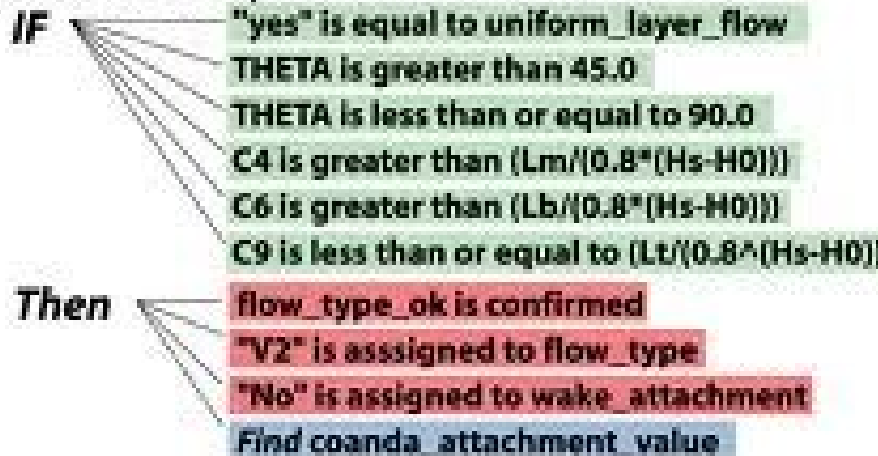 IF "yes" is equal to uniform_layer_flow
THETA is greater than 45.0
THETA is less than or equal to 90.0
C4 is greater than (Lm/(0.8*(Hs-H0)))
C6 is greater than (Lb/(0.8*(Hs-H0)))
C9 is less than or equal to (Lt/(0.8^(Hs-H0))
Then flow_type_ok is confirmed
"V2" is asssigned to flow_type
"No" is assigned to wake_attachment
Find coanda_attachment_value